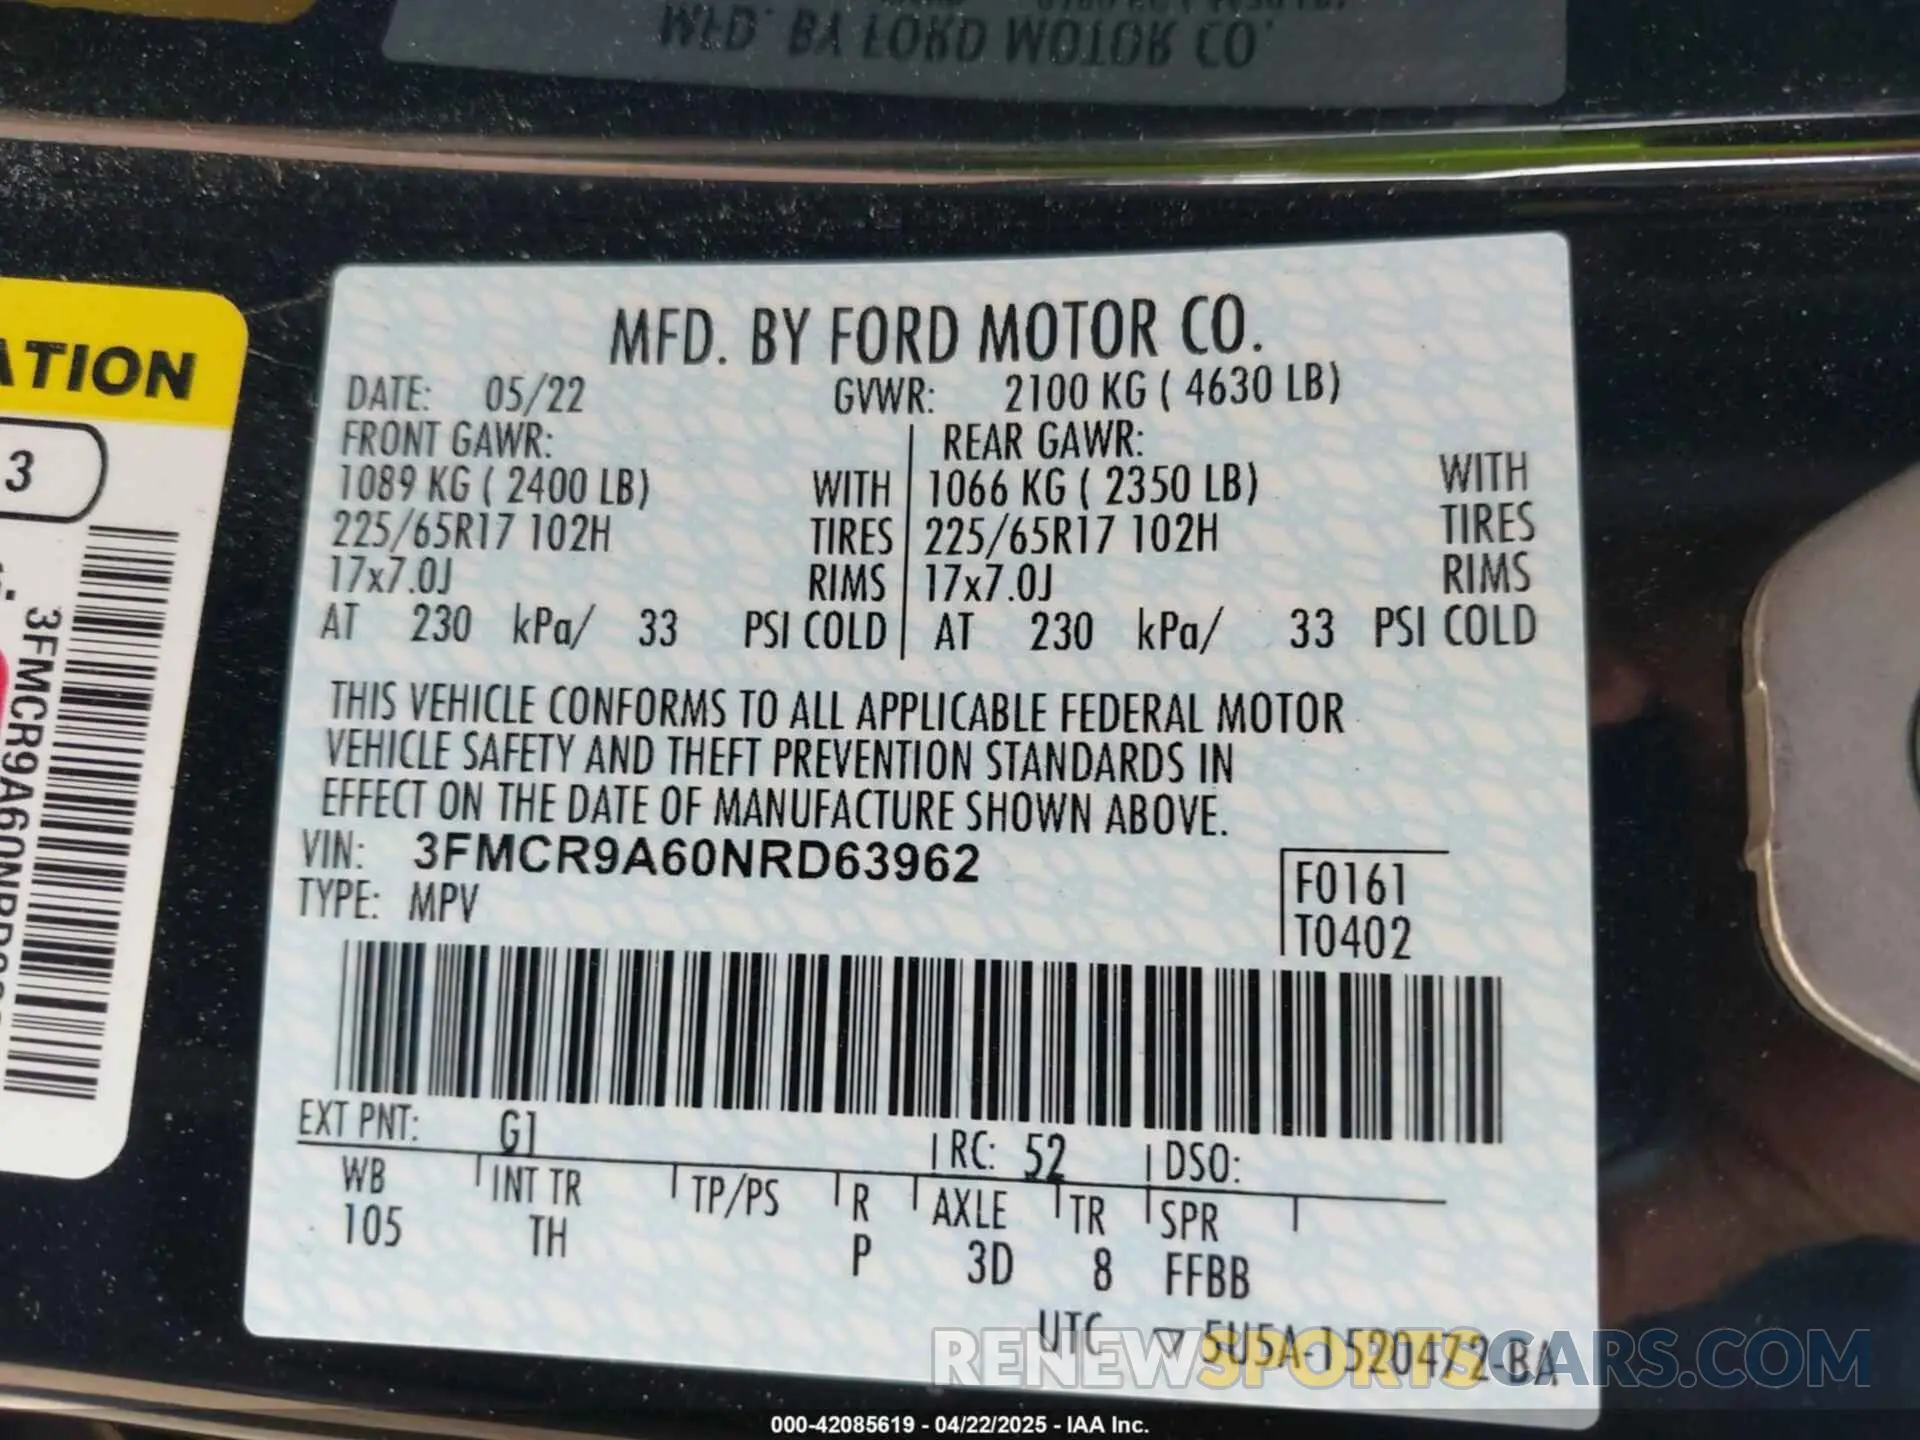 MFD. BY FORD MOTOR CO.
ATION
3
3FMCR9A60NRD
MFD. BY FORD MOTOR CO.
DATE: 05/22 GVWR: 2100 KG ( 4630 LB)
FRONT GAWR: REAR GAWR:
1089 KG ( 2400 LB) WITH 1066 KG ( 2350 LB) WITH
225/65R17 102H TIRES 225/65R17 102H TIRES
17x7.0J RIMS 17x7.0J RIMS
AT 230 kPa/ 33 PSI COLD AT 230 kPa/ 33 PSI COLD
THIS VEHICLE CONFORMS TO ALL APPLICABLE FEDERAL MOTOR
VEHICLE SAFETY AND THEFT PREVENTION STANDARDS IN
EFFECT ON THE DATE OF MANUFACTURE SHOWN ABOVE.
VIN: 3FMCR9A60NRD63962
TYPE: MPV
F0161
T0402
EXT PNT: G1 RC: 52 DSO:
WB INT TR TP/PS R AXLE TR SPR
105 TH P 3D 8 FFBB
UTC ▽ 5U5A-1520472-BA
RENEWSPORTSCARS.COM
000-42085619 - 04/22/2025 - IAA Inc.